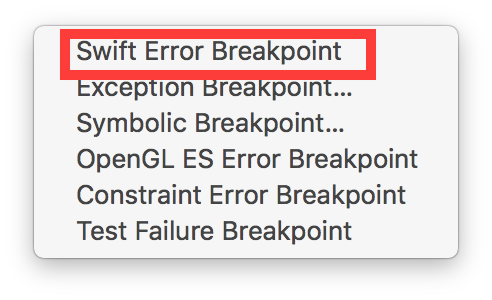 Swift Error Breakpoint
Exception Breakpoint...
Symbolic Breakpoint...
OpenGL ES Error Breakpoint
Constraint Error Breakpoint
Test Failure Breakpoint